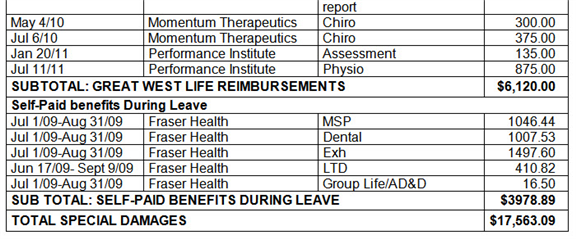 report
May 4/10 Momentum Therapeutics Chiro 300.00
Jul 6/10 Momentum Therapeutics Chiro 375.00
Jan 20/11 Performance Institute Assessment 135.00
Jul 11/11 Performance Institute Physio 875.00
SUBTOTAL: GREAT WEST LIFE REIMBURSEMENTS $6,120.00
Self-Paid benefits During Leave
Jul 1/09-Aug 31/09 Fraser Health MSP 1046.44
Jul 1/09-Aug 31/09 Fraser Health Dental 1007.53
Jul 1/09-Aug 31/09 Fraser Health Exh 1497.60
Jun 17/09- Sept 9/09 Fraser Health LTD 410.82
Jul 1/09-Aug 31/09 Fraser Health Group Life/AD&D 16.50
SUB TOTAL: SELF-PAID BENEFITS DURING LEAVE $3978.89
TOTAL SPECIAL DAMAGES $17,563.09